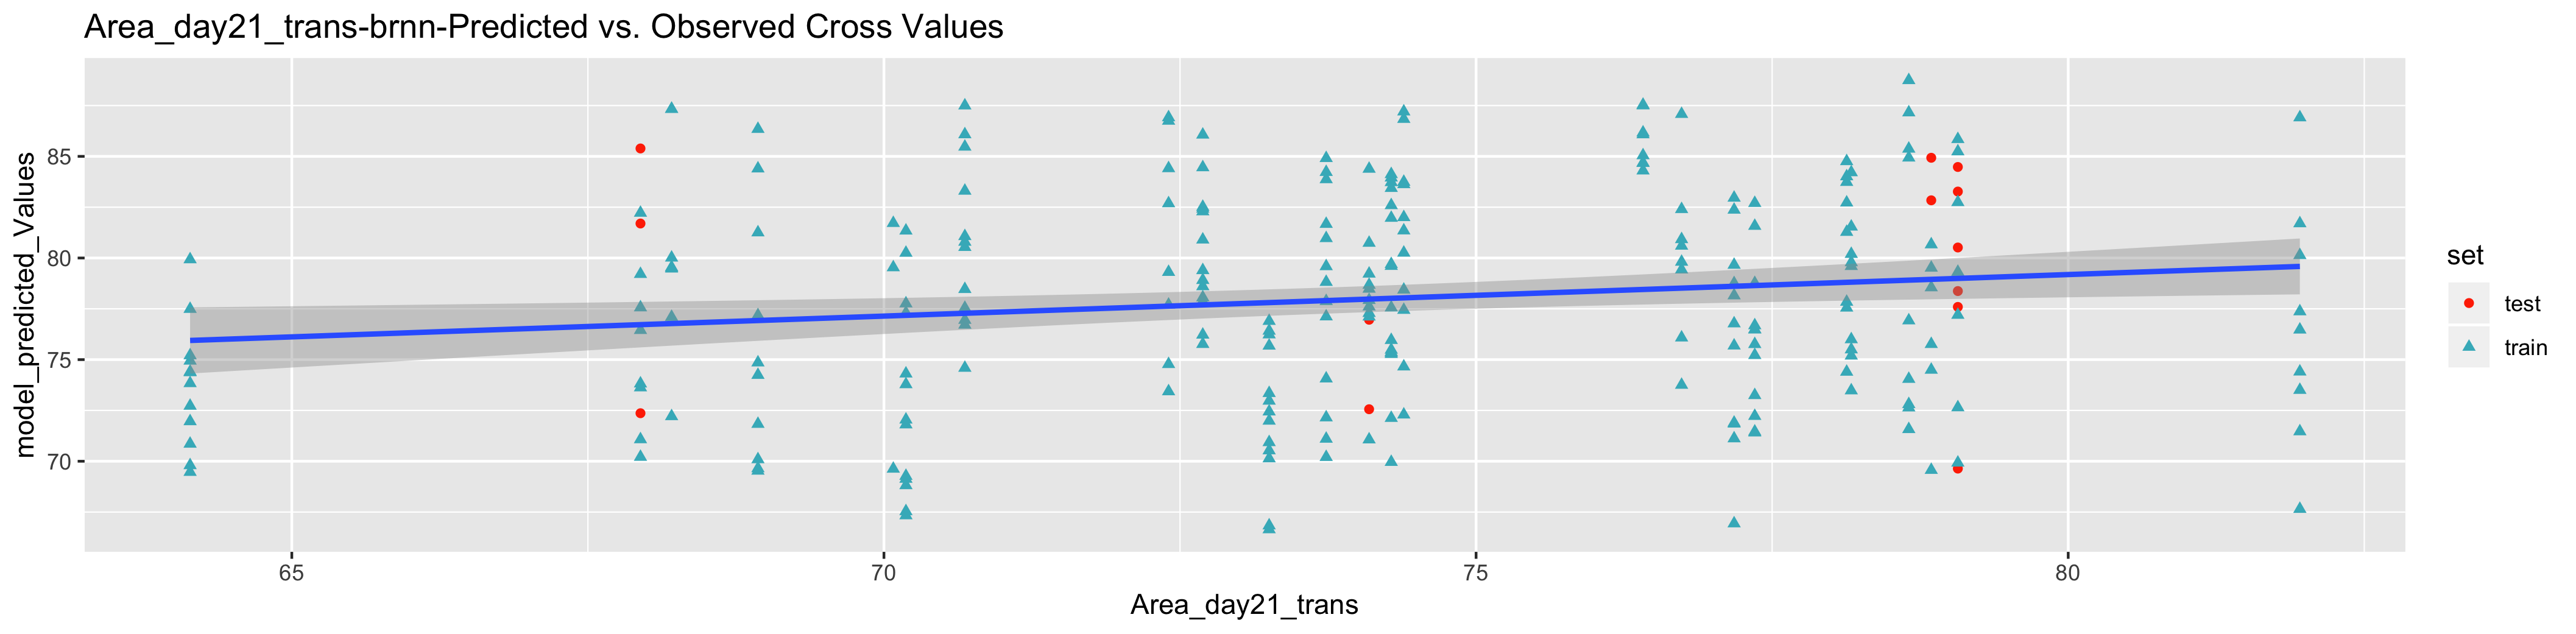 Area_day21_trans-brnn-Predicted vs. Observed Cross Values
model_predicted_Values
85
80
75
70
65
70
75
80
Area_day21_trans
set
test
train